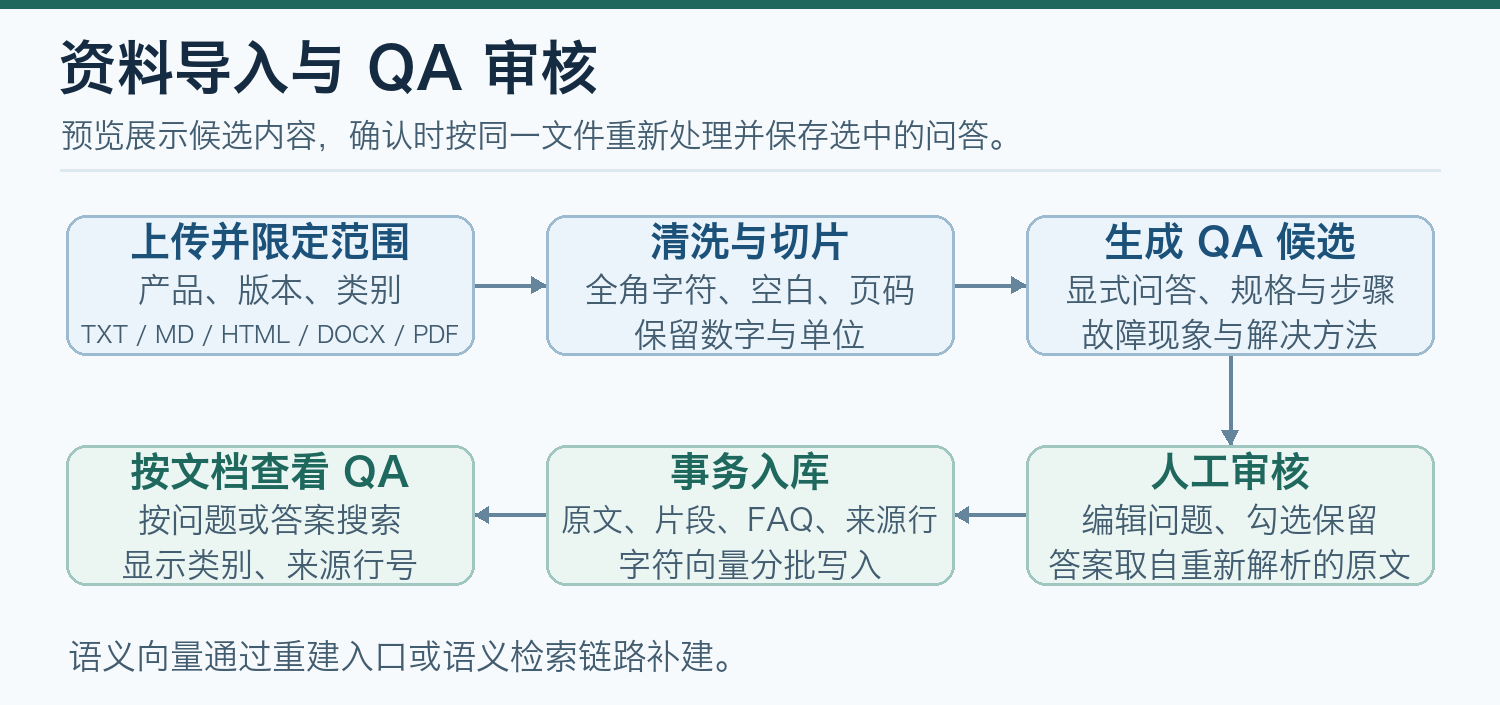 资料导入与 QA 审核
预览展示候选内容，确认时按同一文件重新处理并保存选中的问答。
上传并限定范围
产品、版本、类别
TXT / MD / HTML / DOCX / PDF
清洗与切片
全角字符、空白、页码
保留数字与单位
生成 QA 候选
显式问答、规格与步骤
故障现象与解决方法
人工审核
编辑问题、勾选保留
答案取自重新解析的原文
事务入库
原文、片段、FAQ、来源行
字符向量分批写入
按文档查看 QA
按问题或答案搜索
显示类别、来源行号
语义向量通过重建入口或语义检索链路补建。